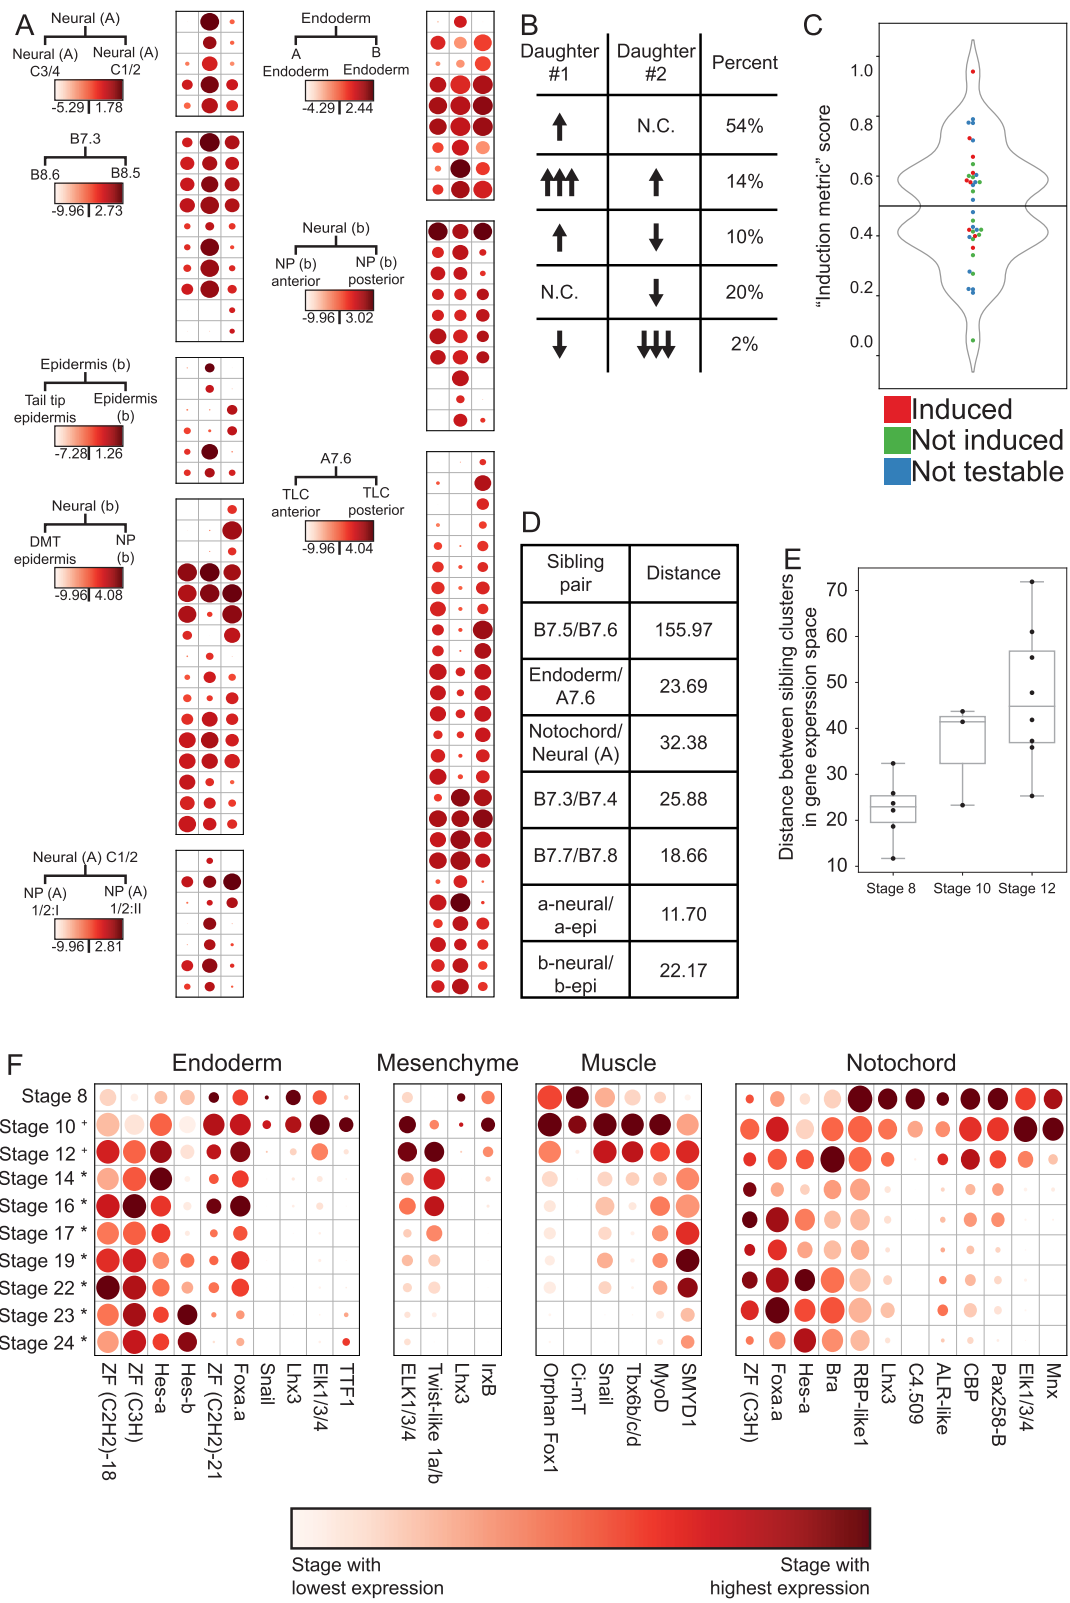 A
Neural (A)
Neural (A)
C3/4
Neural (A)
C1/2
-5.29
1.78
B7.3
B8.6
B8.5
-9.96
2.73
Epidermis (b)
Tail tip
epidermis
Epidermis
(b)
-7.28
1.26
Neural (b)
DMT
epidermis
NP
(b)
-9.96
4.08
Neural (A) C1/2
NP (A)
1/2:I
NP (A)
1/2:II
-9.96
2.81
Endoderm
A
B
Endoderm
Endoderm
-4.29
2.44
Neural (b)
NP (b)
anterior
NP (b)
posterior
-9.96
3.02
A7.6
TLC
anterior
TLC
posterior
-9.96
4.04
B
Daughter
#1
Daughter
#2
Percent
N.C.
54%
14%
10%
N.C.
20%
2%
C
“Induction metric” score
1.0
0.8
0.6
0.4
0.2
0.0
Induced
Not induced
Not testable
D
Sibling
pair
Distance
B7.5/B7.6
155.97
Endoderm/
A7.6
23.69
Notochord/
Neural (A)
32.38
B7.3/B7.4
25.88
B7.7/B7.8
18.66
a-neural/
a-epi
11.70
b-neural/
b-epi
22.17
E
Distance between sibling clusters
in gene experssion space
70
60
50
40
30
20
10
Stage 8
Stage 10
Stage 12
F
Endoderm
Mesenchyme
Muscle
Notochord
Stage 8
Stage 10 +
Stage 12 +
Stage 14 *
Stage 16 *
Stage 17 *
Stage 19 *
Stage 22 *
Stage 23 *
Stage 24 *
ZF (C2H2)-18
ZF (C3H)
Hes-a
Hes-b
ZF (C2H2)-21
Foxa.a
Snail
Lhx3
Elk1/3/4
TTF1
ELK1/3/4
Twist-like 1a/b
Lhx3
IrxB
Orphan Fox1
Ci-mT
Snail
Tbx6b/c/d
MyoD
SMYD1
ZF (C3H)
Foxa.a
Hes-a
Bra
RBP-like1
Lhx3
C4.509
ALR-like
CBP
Pax258-B
Elk1/3/4
Mnx
Stage with
lowest expression
Stage with
highest expression